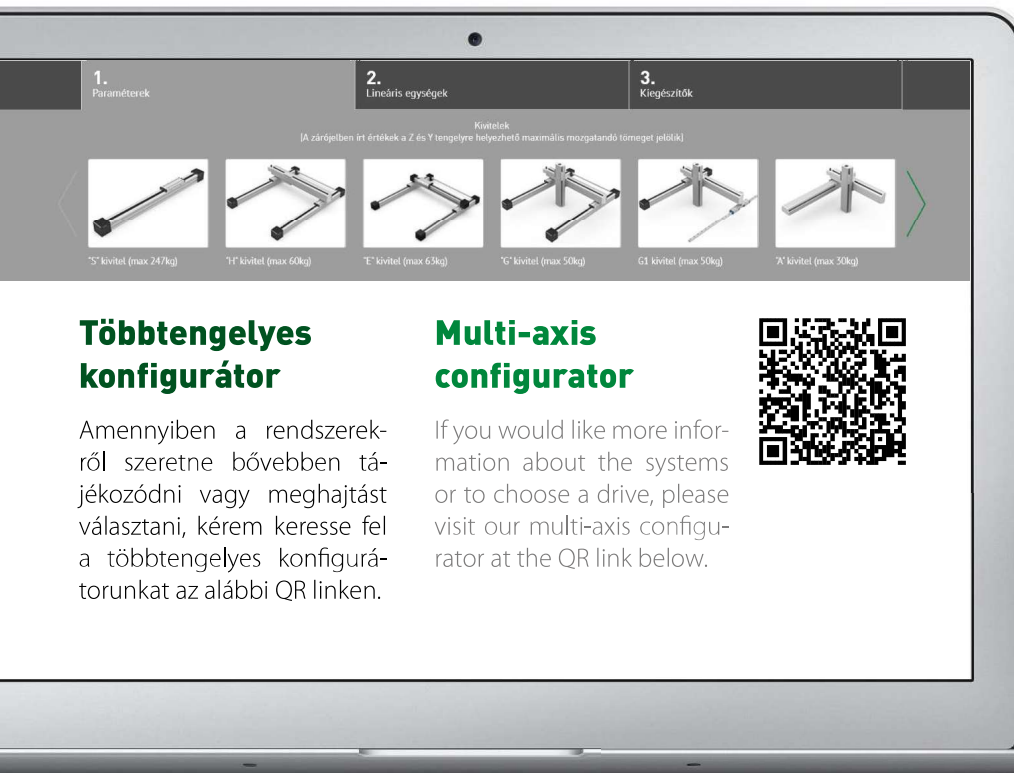 1.
Paraméterek
2.
Lineáris egységek
3.
Kiegészítők
Kivitelek
(A zárójelben írt értékek a Z és Y tengelyre helyezhető maximális mozgatandó tömeget jelölik)
"S" kivitel (max 247kg)
"H" kivitel (max 60kg)
"E" kivitel (max 63kg)
"G" kivitel (max 50kg)
G1 kivitel (max 50kg)
"A" kivitel (max 30kg)
Többtengelyes
konfigurátor
Amennyiben a rendszerek-
ről szeretne bővebben tá-
jékozódni vagy meghajtást
választani, kérem keresse fel
a többtengelyes konfigurá-
torunkat az alábbi QR linken.
Multi-axis
configurator
If you would like more infor-
mation about the systems
or to choose a drive, please
visit our multi-axis configu-
rator at the QR link below.